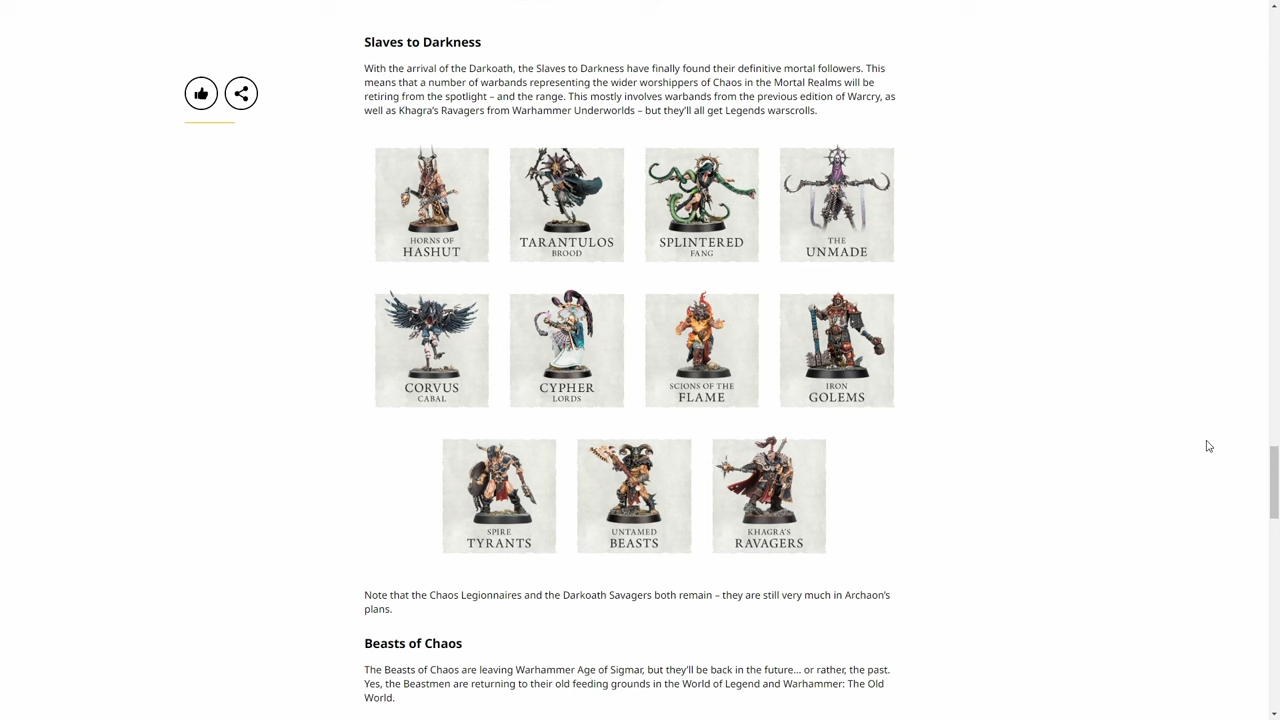 Slaves to Darkness
With the arrival of the Darkoath, the Slaves to Darkness have finally found their definitive mortal followers. This
means that a number of warbands representing the wider worshippers of Chaos in the Mortal Realms will be
retiring from the spotlight – and the range. This mostly involves warbands from the previous edition of Warcry, as
well as Khagra’s Ravagers from Warhammer Underworlds – but they’ll all get Legends warscrolls.
HORNS OF
HASHUT
TARANTULOS
BROOD
SPLINTERED
FANG
THE
UNMADE
CORVUS
CABAL
CYPHER
LORDS
SCIONS OF THE
FLAME
IRON
GOLEMS
SPIRE
TYRANTS
UNTAMED
BEASTS
KHAGRA’S
RAVAGERS
Note that the Chaos Legionnaires and the Darkoath Savagers both remain – they are still very much in Archaon’s
plans.
Beasts of Chaos
The Beasts of Chaos are leaving Warhammer Age of Sigmar, but they’ll be back in the future… or rather, the past.
Yes, the Beastmen are returning to their old feeding grounds in the World of Legend and Warhammer: The Old
World.